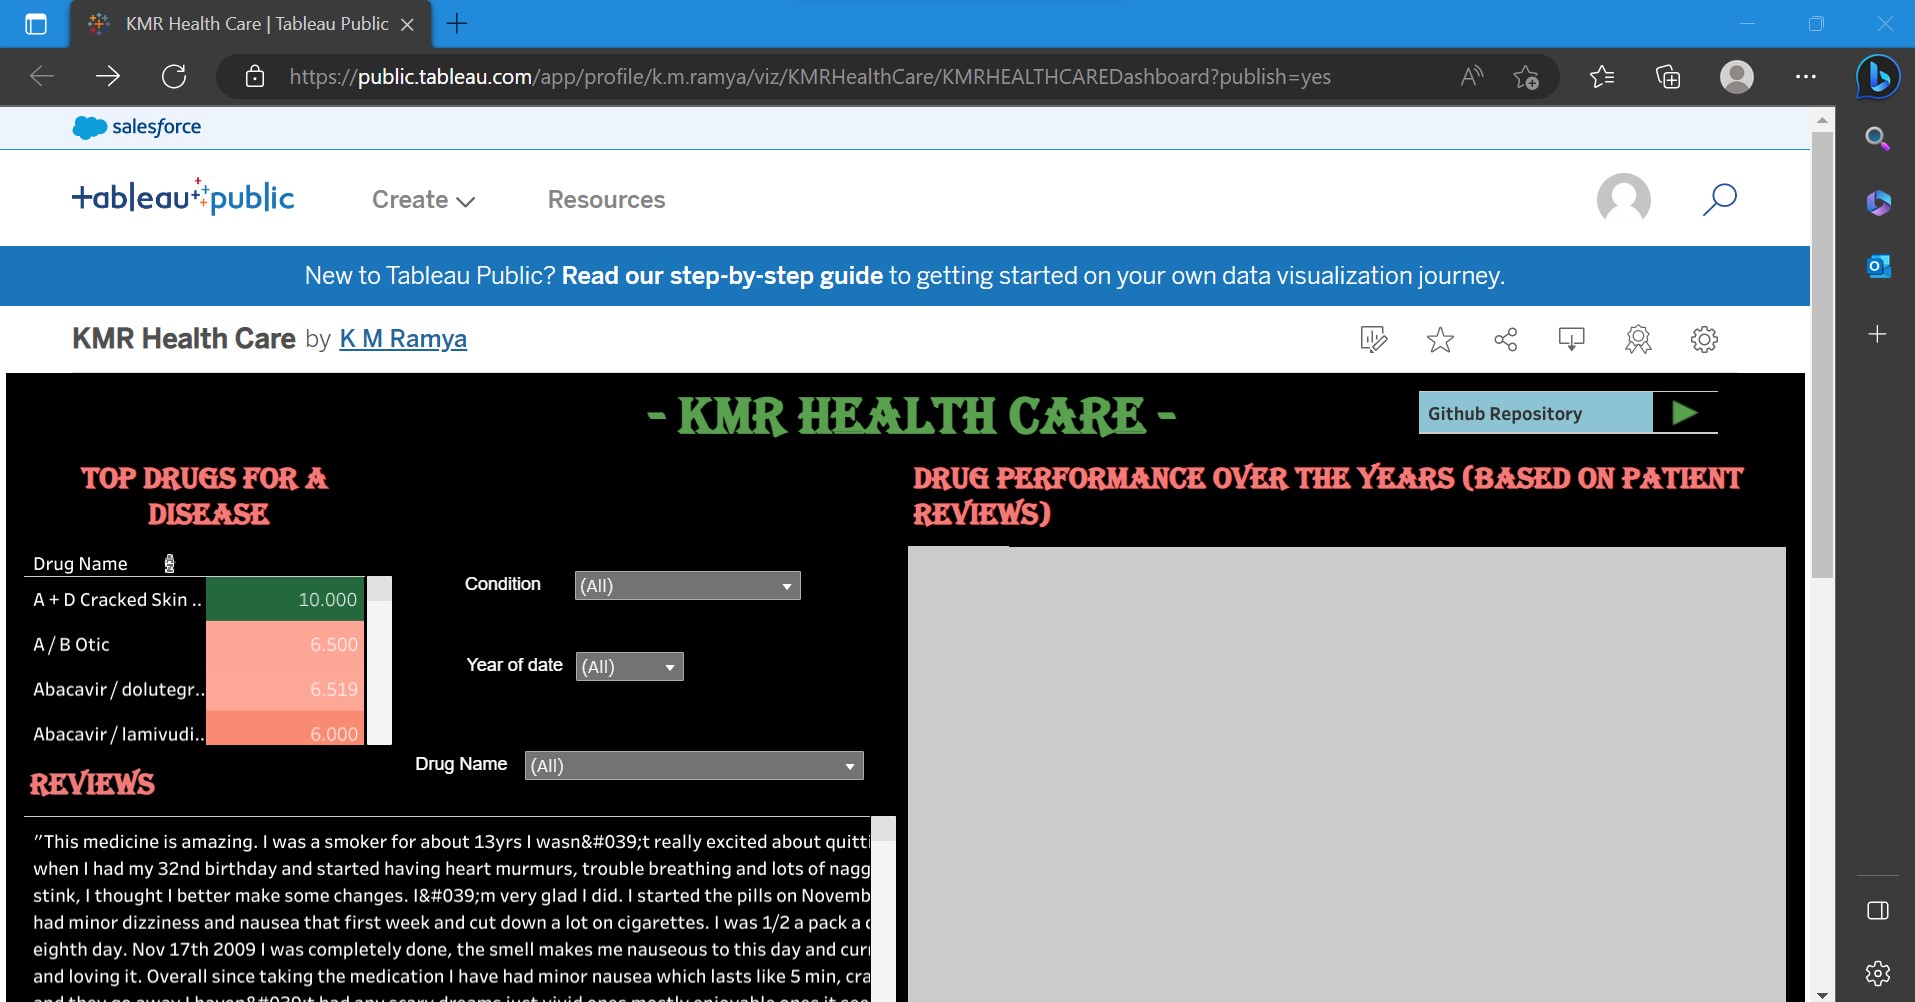 KMR Health Care | Tableau Public
https://public.tableau.com/app/profile/k.m.ramya/viz/KMRHealthCare/KMRHEALTHCAREDashboard?publish=yes
salesforce
+ableau public
Create
Resources
New to Tableau Public? Read our step-by-step guide to getting started on your own data visualization journey.
KMR Health Care by K M Ramya
- KMR HEALTH CARE -
Github Repository
TOP DRUGS FOR A
DISEASE
DRUG PERFORMANCE OVER THE YEARS (BASED ON PATIENT
REVIEWS)
Drug Name
A + D Cracked Skin .. 10.000
A / B Otic 6.500
Abacavir / dolutegr.. 6.519
Abacavir / lamivudi.. 6.000
Condition (All)
Year of date (All)
Drug Name (All)
REVIEWS
"This medicine is amazing. I was a smoker for about 13yrs I wasn&#039;t really excited about quitti
when I had my 32nd birthday and started having heart murmurs, trouble breathing and lots of nagg
stink, I thought I better make some changes. I&#039;m very glad I did. I started the pills on Novemb
had minor dizziness and nausea that first week and cut down a lot on cigarettes. I was 1/2 a pack a
eighth day. Nov 17th 2009 I was completely done, the smell makes me nauseous to this day and curr
and loving it. Overall since taking the medication I have had minor nausea which lasts like 5 min, cra